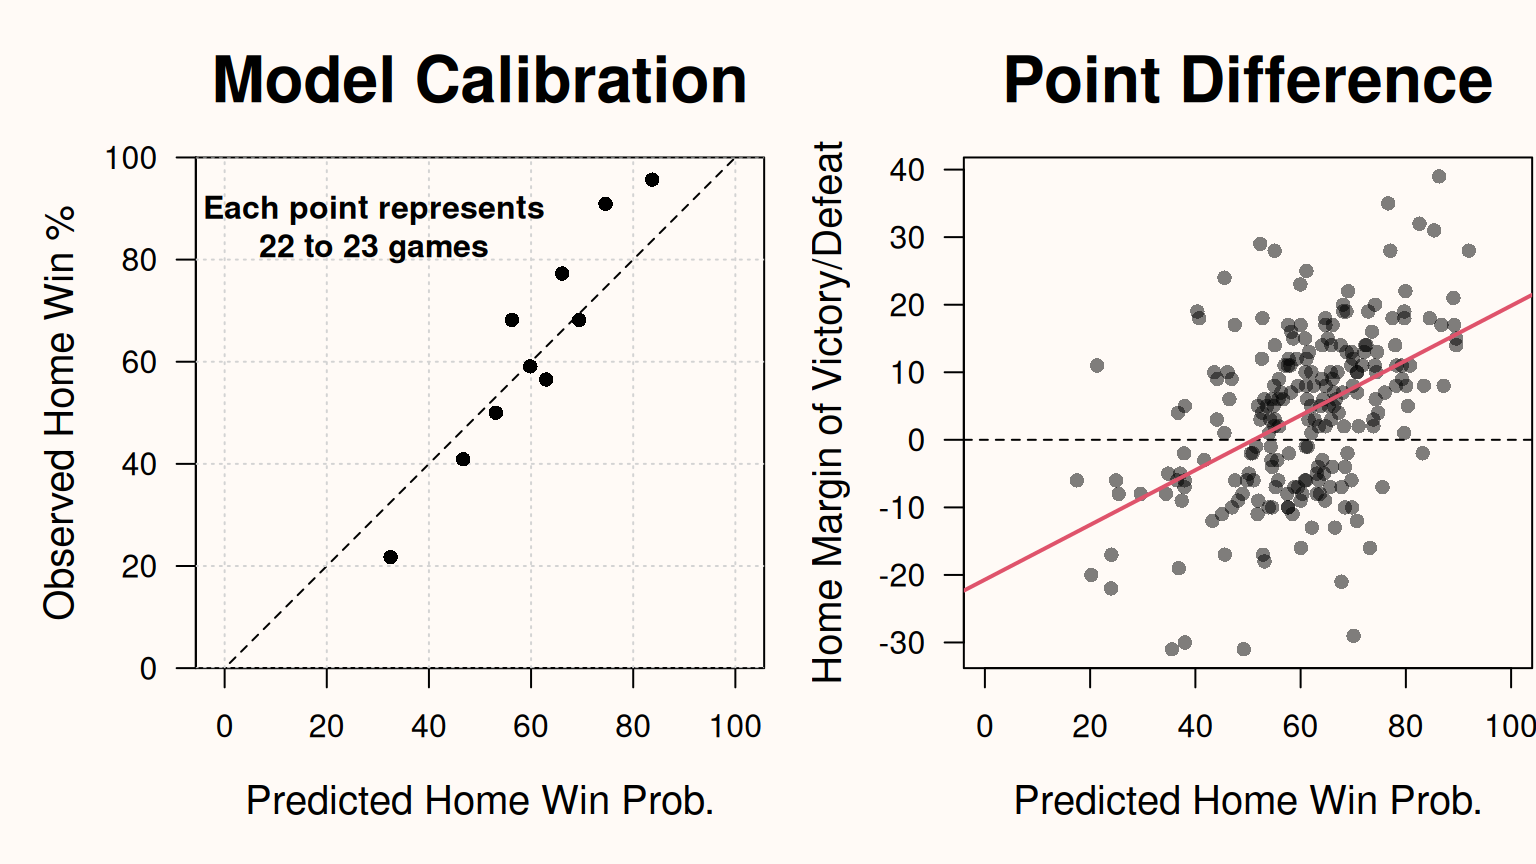 Model Calibration
Observed Home Win %
100
80
60
40
20
0
Each point represents
22 to 23 games
0 20 40 60 80 100
Predicted Home Win Prob.
Point Difference
Home Margin of Victory/Defeat
40
30
20
10
0
-10
-20
-30
0 20 40 60 80 100
Predicted Home Win Prob.